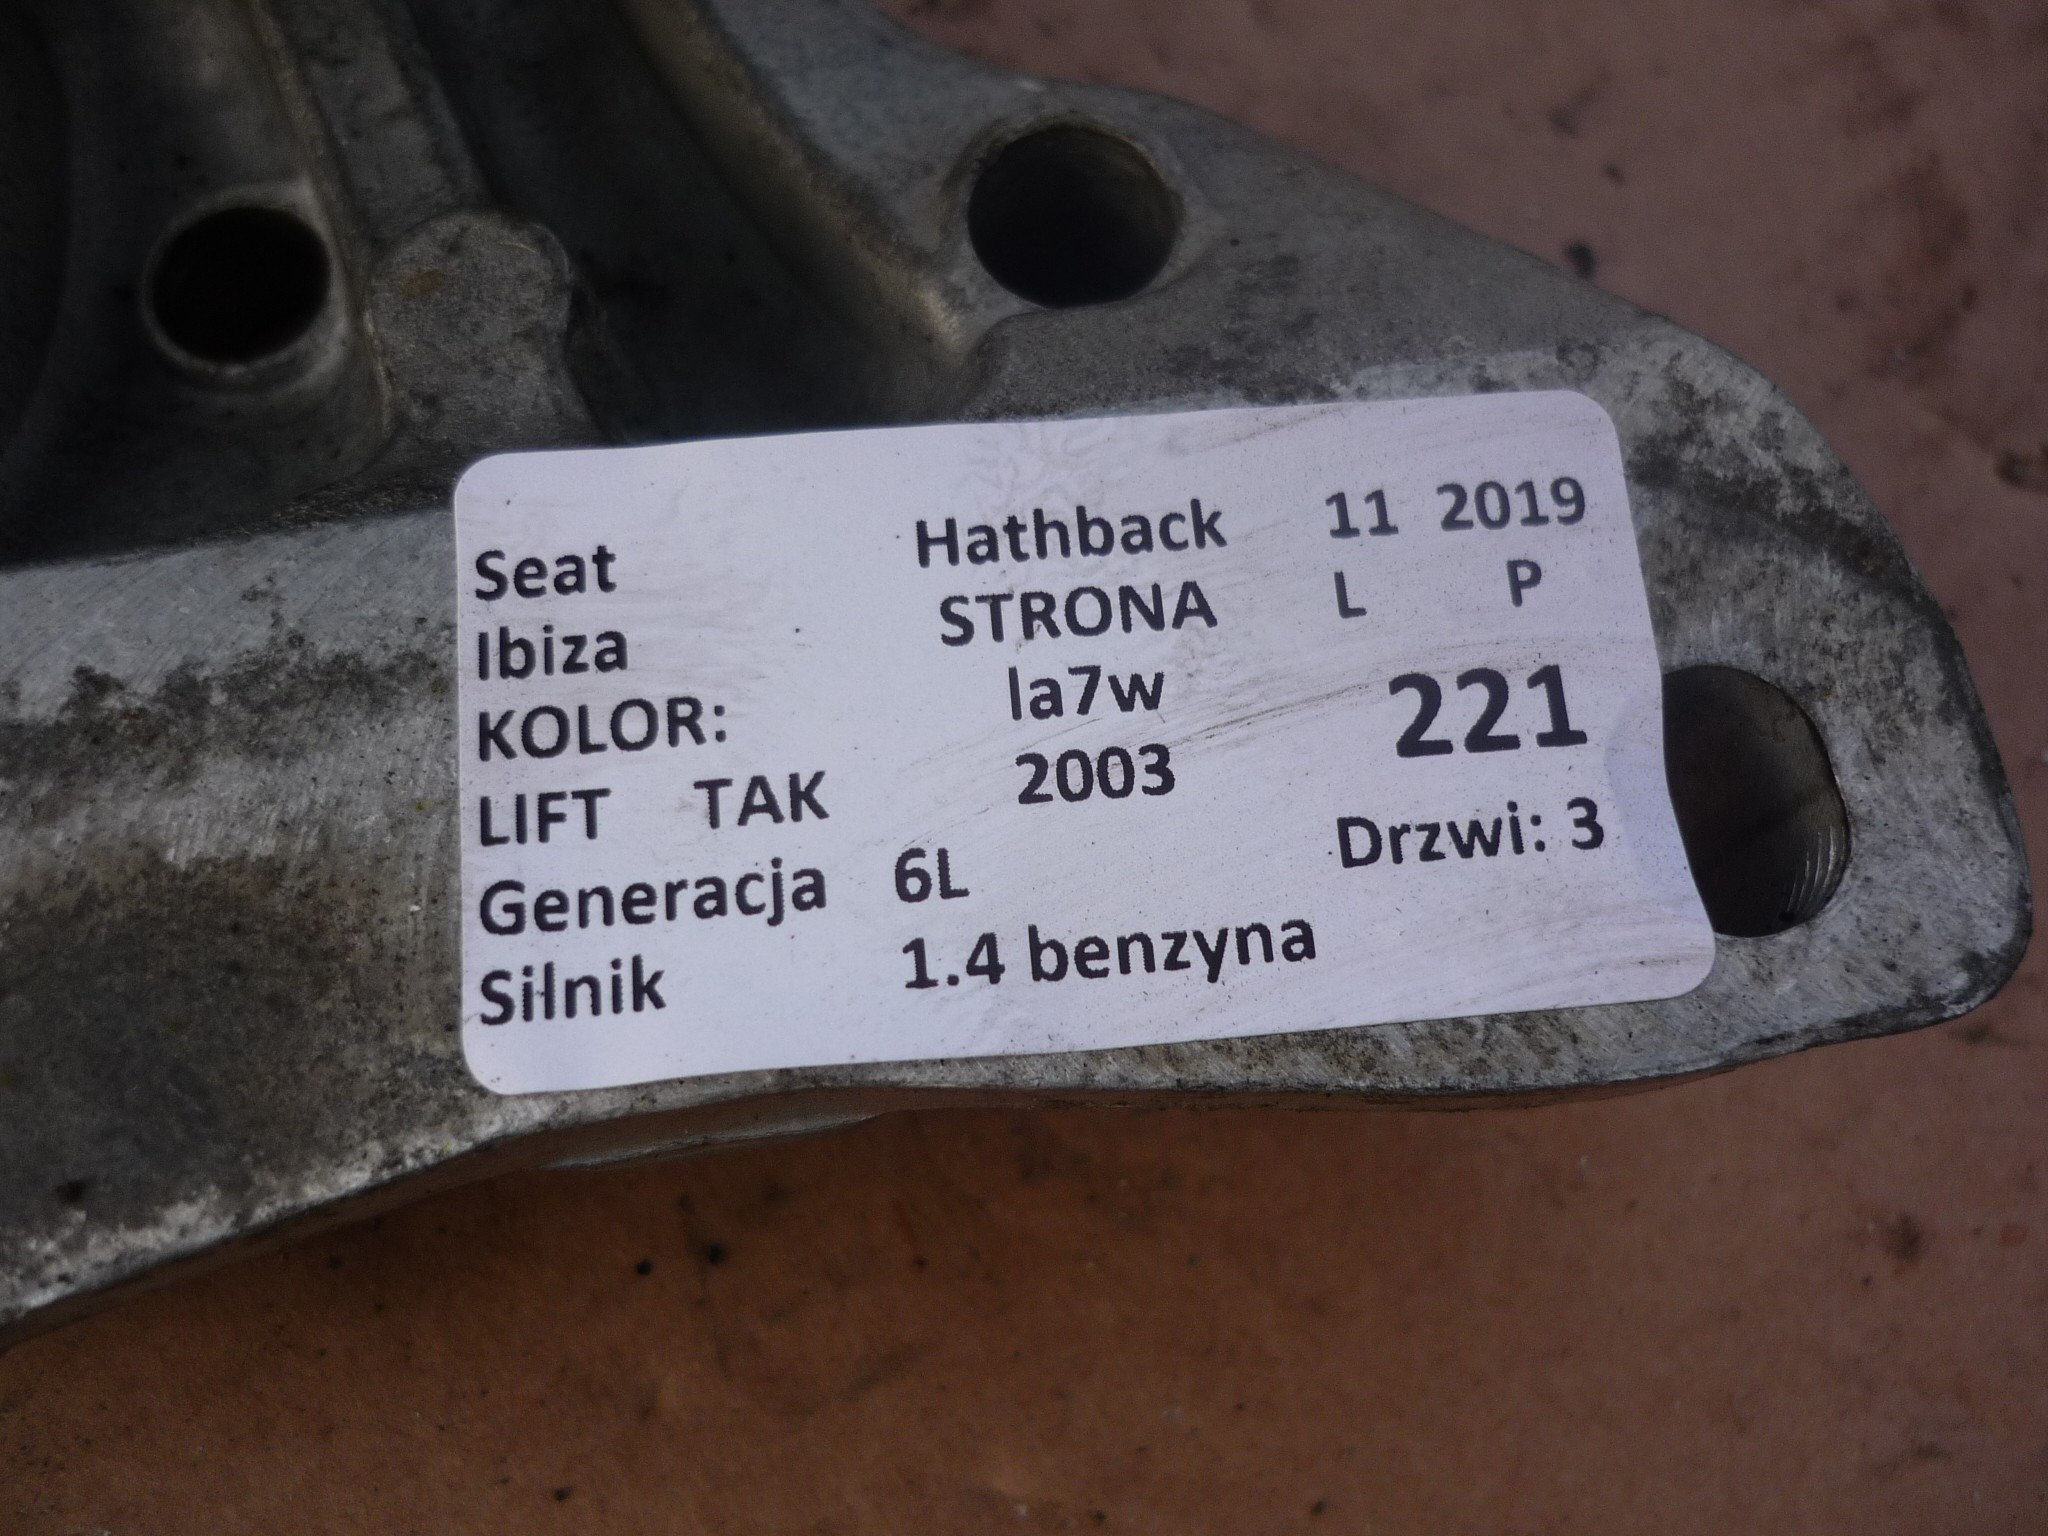 Seat Hathback 11 2019
Ibiza STRONA L P
KOLOR: la7w 221
LIFT TAK 2003
Generacja 6L Drzwi: 3
Silnik 1.4 benzyna